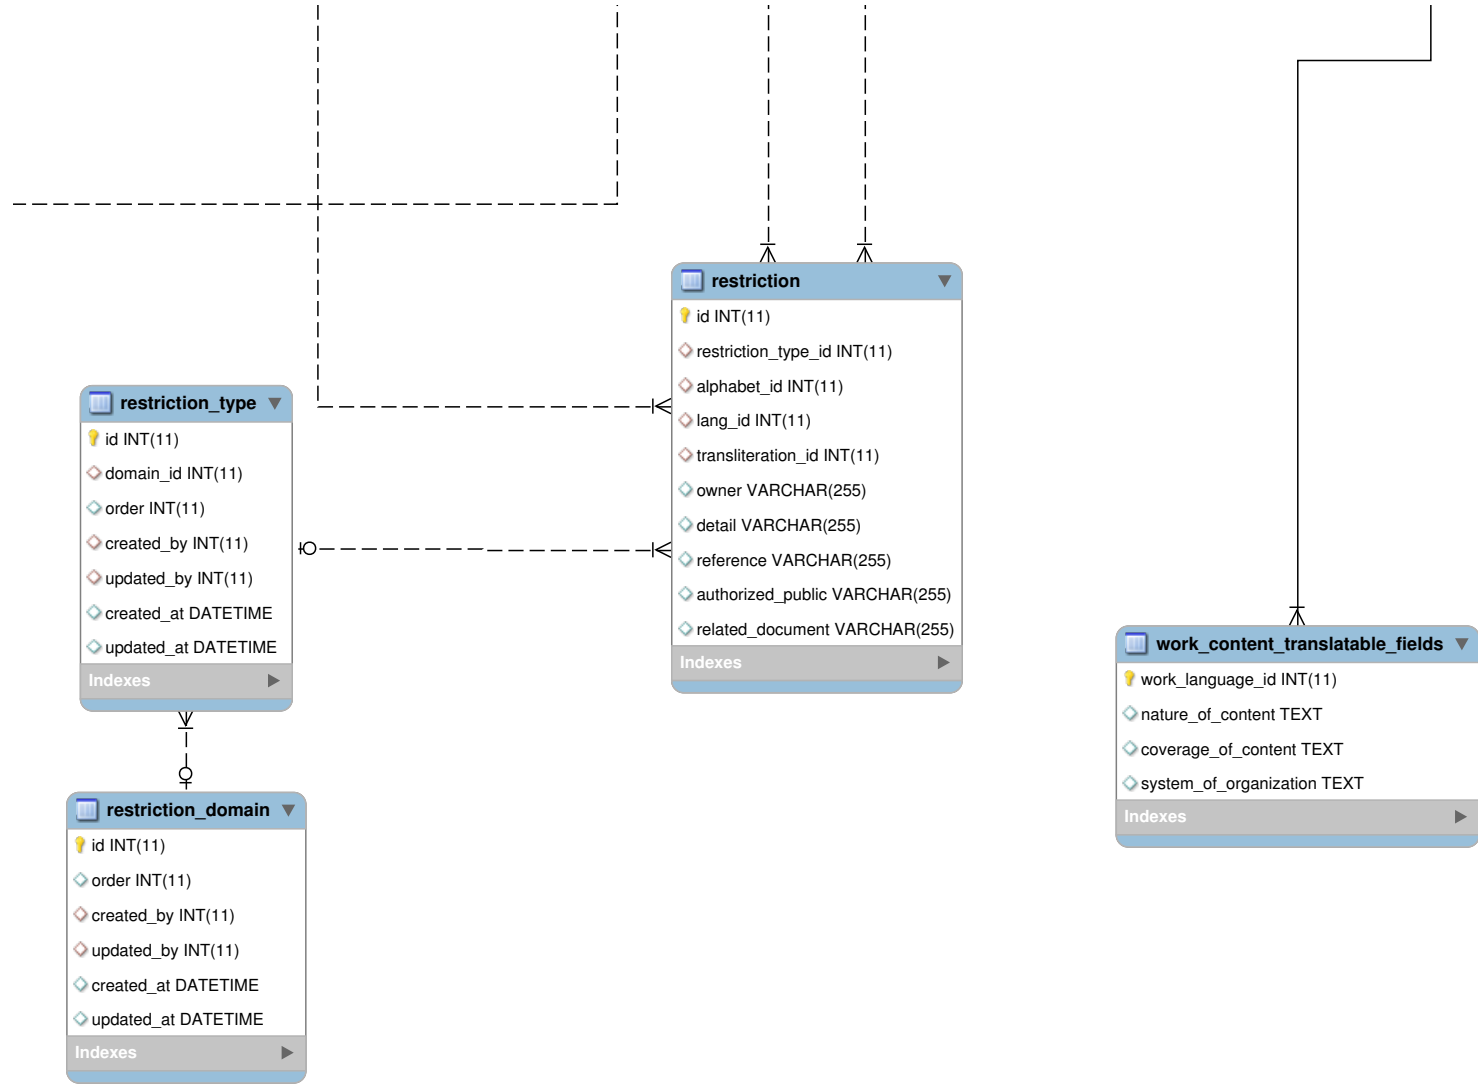 restriction
id INT(11)
restriction_type_id INT(11)
alphabet_id INT(11)
lang_id INT(11)
transliteration_id INT(11)
owner VARCHAR(255)
detail VARCHAR(255)
reference VARCHAR(255)
authorized_public VARCHAR(255)
related_document VARCHAR(255)
Indexes
restriction_type
id INT(11)
domain_id INT(11)
order INT(11)
created_by INT(11)
updated_by INT(11)
created_at DATETIME
updated_at DATETIME
Indexes
work_content_translatable_fields
work_language_id INT(11)
nature_of_content TEXT
coverage_of_content TEXT
system_of_organization TEXT
Indexes
restriction_domain
id INT(11)
order INT(11)
created_by INT(11)
updated_by INT(11)
created_at DATETIME
updated_at DATETIME
Indexes